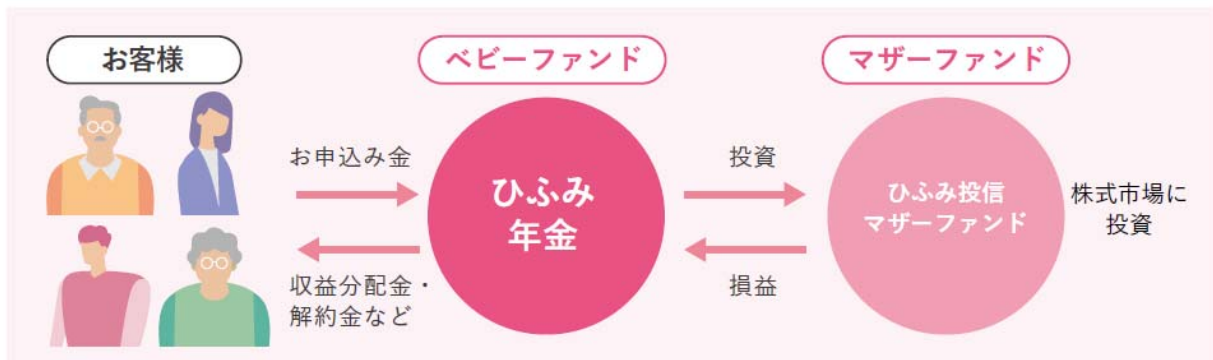 お客様
ベビーファンド
マザーファンド
お申込み金
収益分配金・
解約金など
ひふみ
年金
投資
損益
ひふみ投信
マザーファンド
株式市場に
投資